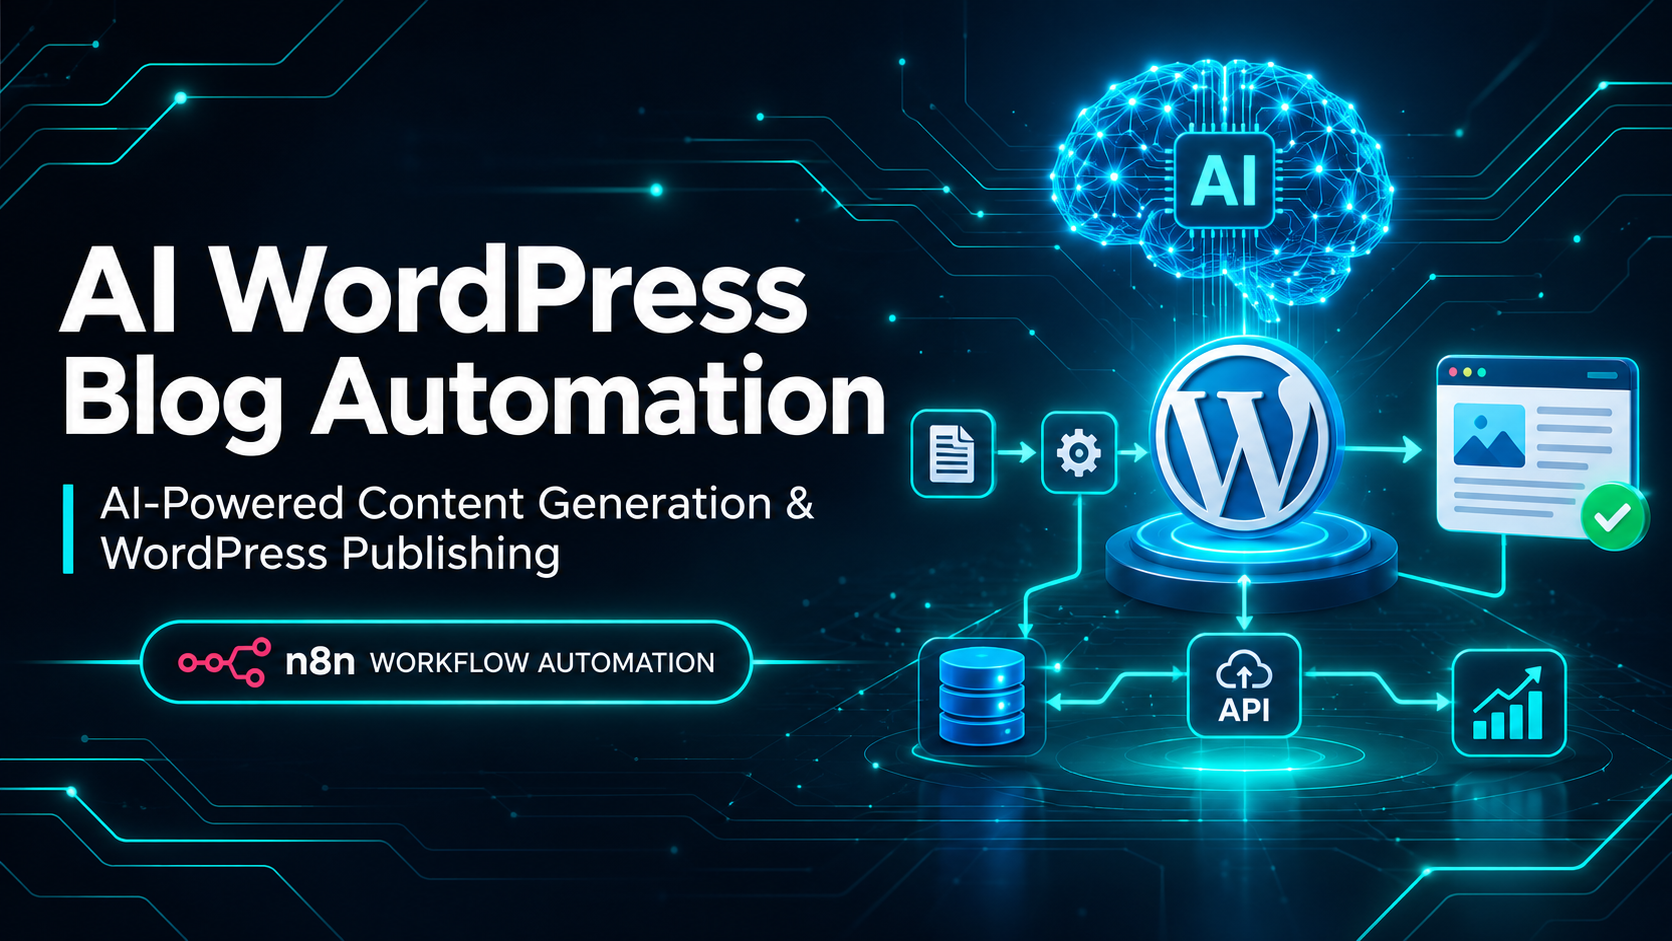 AI WordPress
Blog Automation
AI-Powered Content Generation &
WordPress Publishing
n8n WORKFLOW AUTOMATION
AI
W
API